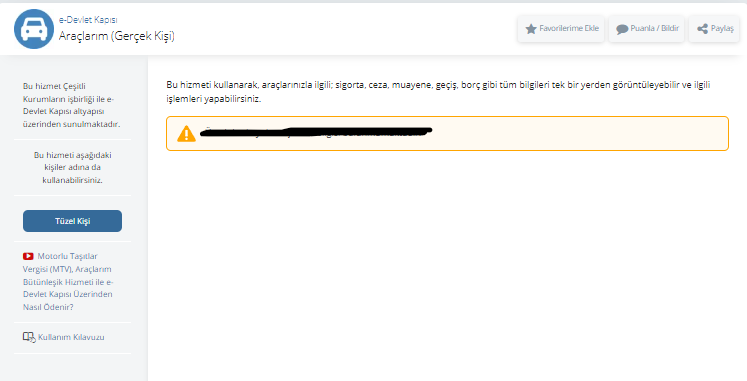 e-Devlet Kapısı
Araçlarım (Gerçek Kişi)
Favorilerime Ekle
Puanla / Bildir
Paylaş
Bu hizmet Çeşitli
Kurumların işbirliği ile e-
Devlet Kapısı altyapısı
üzerinden sunulmaktadır.
Bu hizmeti aşağıdaki
kişiler adına da
kullanabilirsiniz.
Tüzel Kişi
Motorlu Taşıtlar
Vergisi (MTV), Araçlarım
Bütünleşik Hizmeti ile e-
Devlet Kapısı Üzerinden
Nasıl Ödenir?
Kullanım Kılavuzu
Bu hizmeti kullanarak, araçlarınızla ilgili; sigorta, ceza, muayene, geçiş, borç gibi tüm bilgileri tek bir yerden görüntüleyebilir ve ilgili
işlemleri yapabilirsiniz.